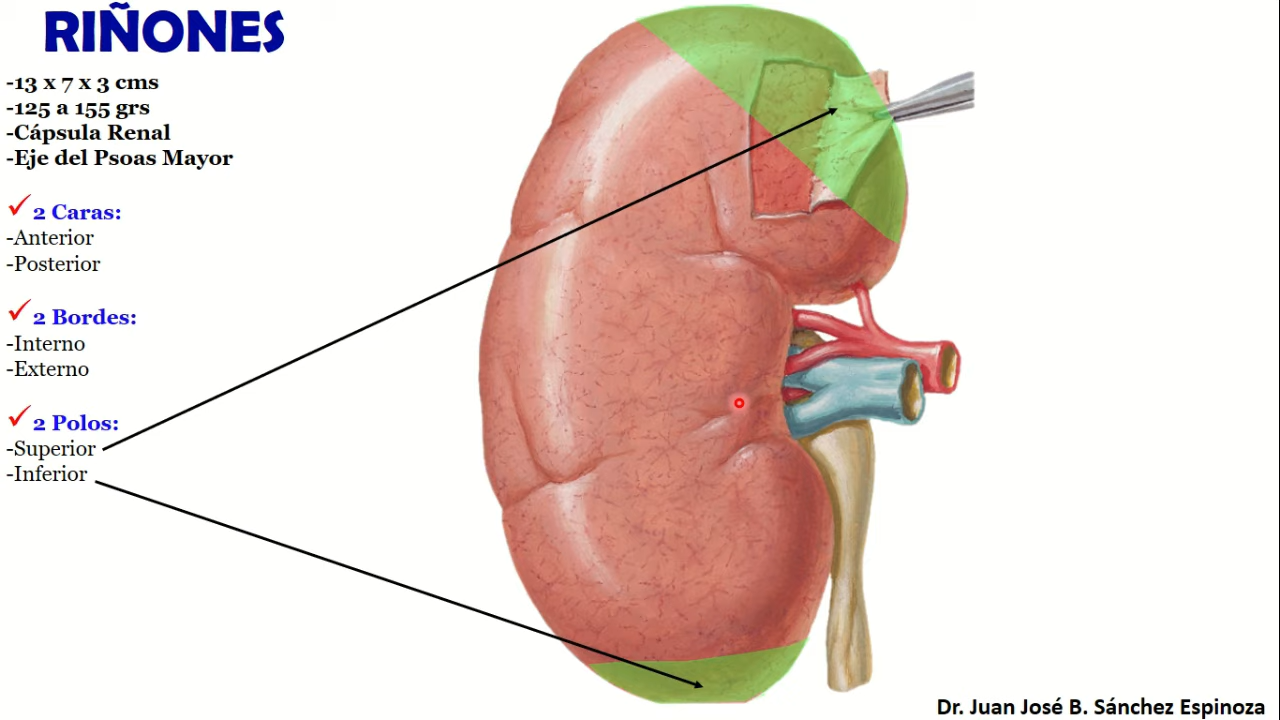 RIÑONES
-13 x 7 x 3 cms
-125 a 155 grs
-Cápsula Renal
-Eje del Psoas Mayor
2 Caras:
-Anterior
-Posterior
2 Bordes:
-Interno
-Externo
2 Polos:
-Superior
-Inferior
Dr. Juan José B. Sánchez Espinoza